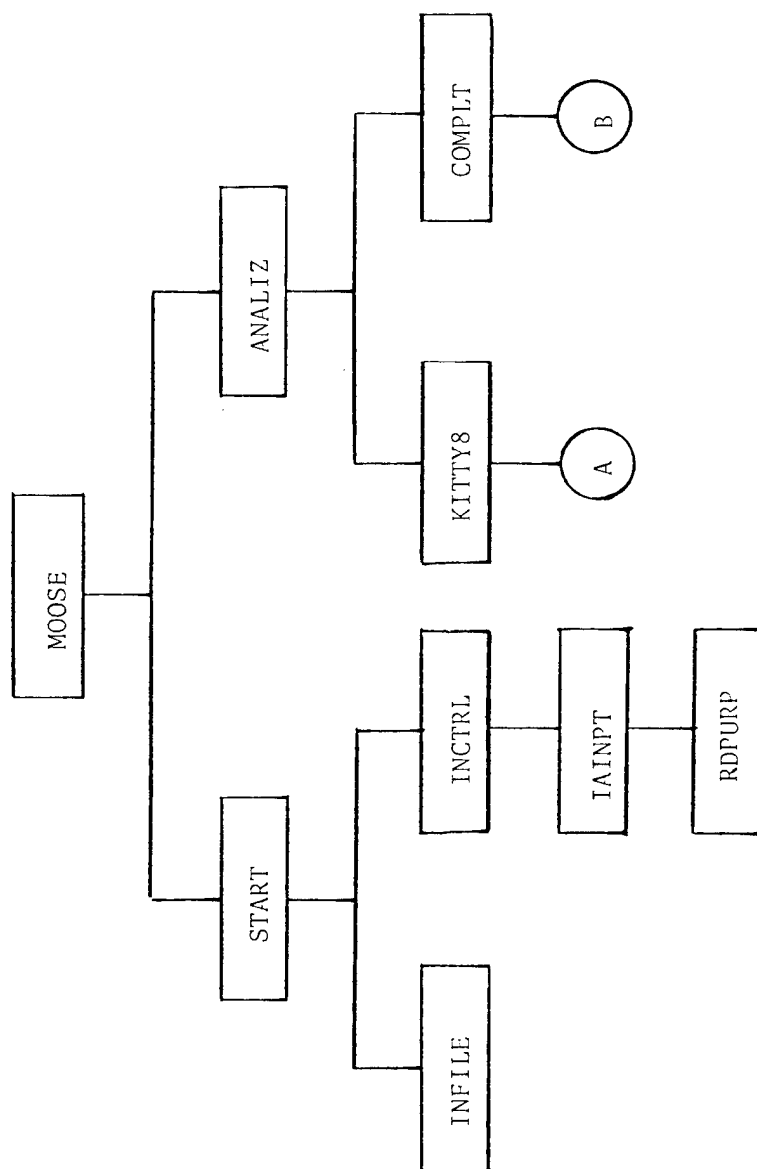 MOOSE
START
ANALIZ
INFILE
INCTRL
KITTY8
COMPLT
IAINPT
A
B
RDPURP